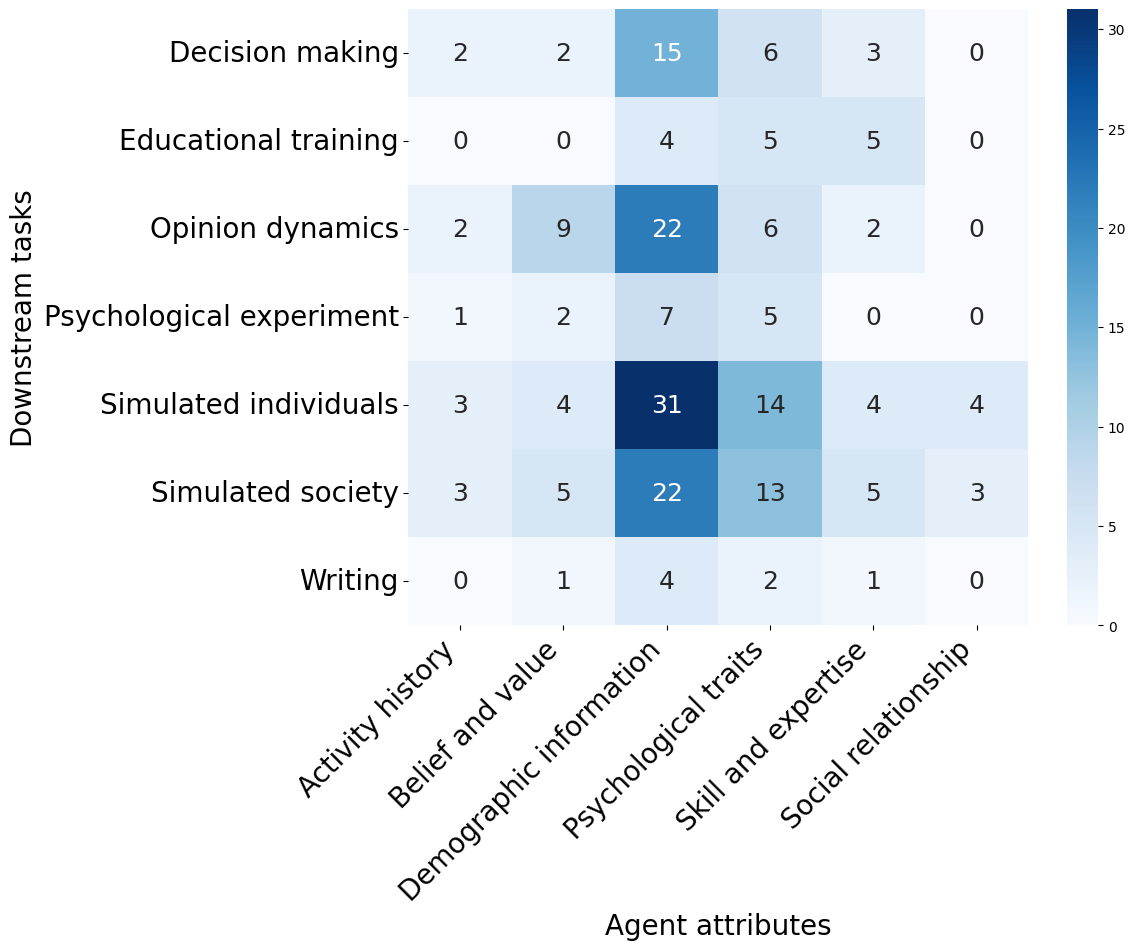 Downstream tasks
Decision making 2 2 15 6 3 0
Educational training 0 0 4 5 5 0
Opinion dynamics 2 9 22 6 2 0
Psychological experiment 1 2 7 5 0 0
Simulated individuals 3 4 31 14 4 4
Simulated society 3 5 22 13 5 3
Writing 0 1 4 2 1 0
Activity history
Belief and value
Demographic information
Psychological traits
Skill and expertise
Social relationship
Agent attributes
30
25
20
15
10
5
0